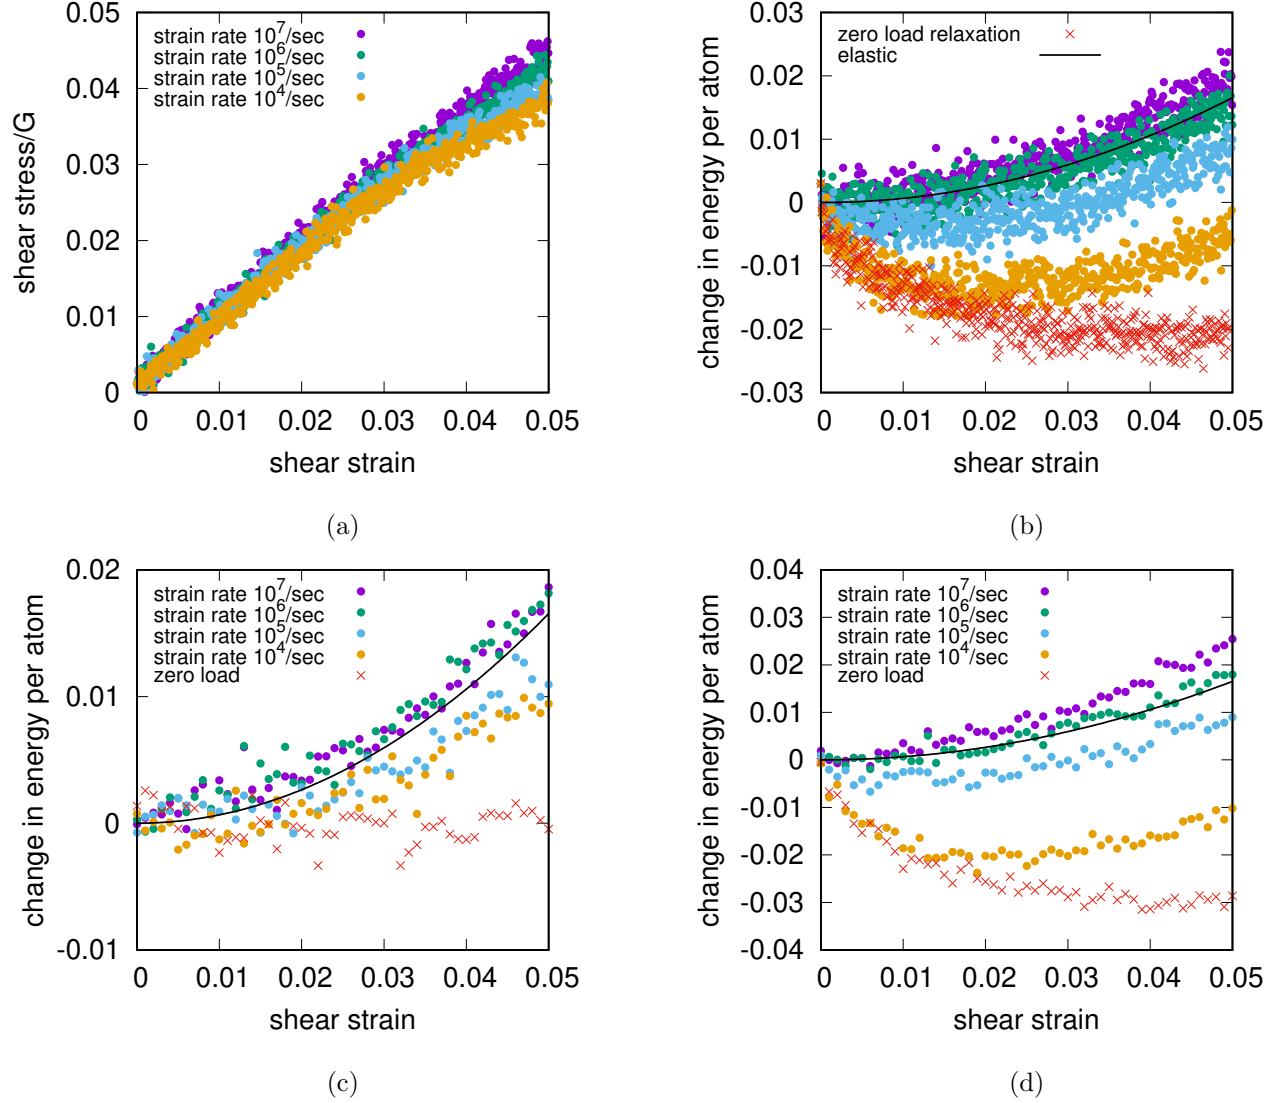 0.05
0.04
0.03
0.02
0.01
0
shear stress/G
strain rate 10^7/sec
strain rate 10^6/sec
strain rate 10^5/sec
strain rate 10^4/sec
0 0.01 0.02 0.03 0.04 0.05
shear strain
(a)
0.03
0.02
0.01
0
-0.01
-0.02
-0.03
change in energy per atom
zero load relaxation
elastic
0 0.01 0.02 0.03 0.04 0.05
shear strain
(b)
0.02
0.01
0
-0.01
change in energy per atom
strain rate 10^7/sec
strain rate 10^6/sec
strain rate 10^5/sec
strain rate 10^4/sec
zero load
0 0.01 0.02 0.03 0.04 0.05
shear strain
(c)
0.04
0.03
0.02
0.01
0
-0.01
-0.02
-0.03
-0.04
change in energy per atom
strain rate 10^7/sec
strain rate 10^6/sec
strain rate 10^5/sec
strain rate 10^4/sec
zero load
0 0.01 0.02 0.03 0.04 0.05
shear strain
(d)